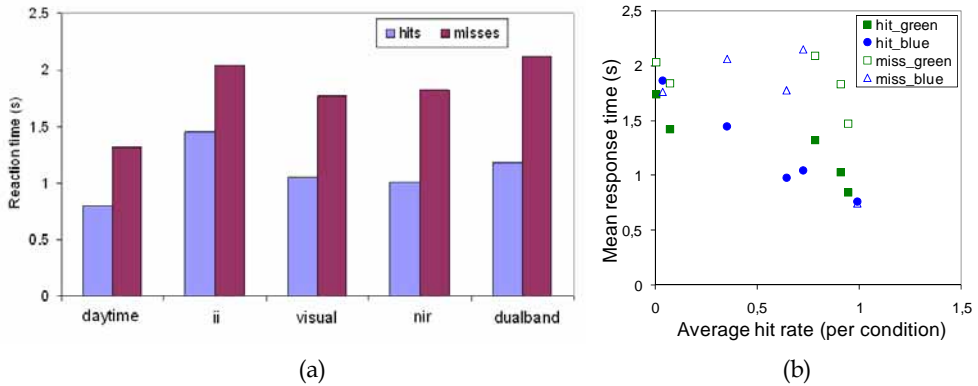 hits misses
Reaction time (s)
2.5
2
1.5
1
0.5
0
daytime ii visual nir dualband
(a)
hit_green
hit_blue
miss_green
miss_blue
Mean response time (s)
2,5
2
1,5
1
0,5
0
0 0,5 1 1,5
Average hit rate (per condition)
(b)